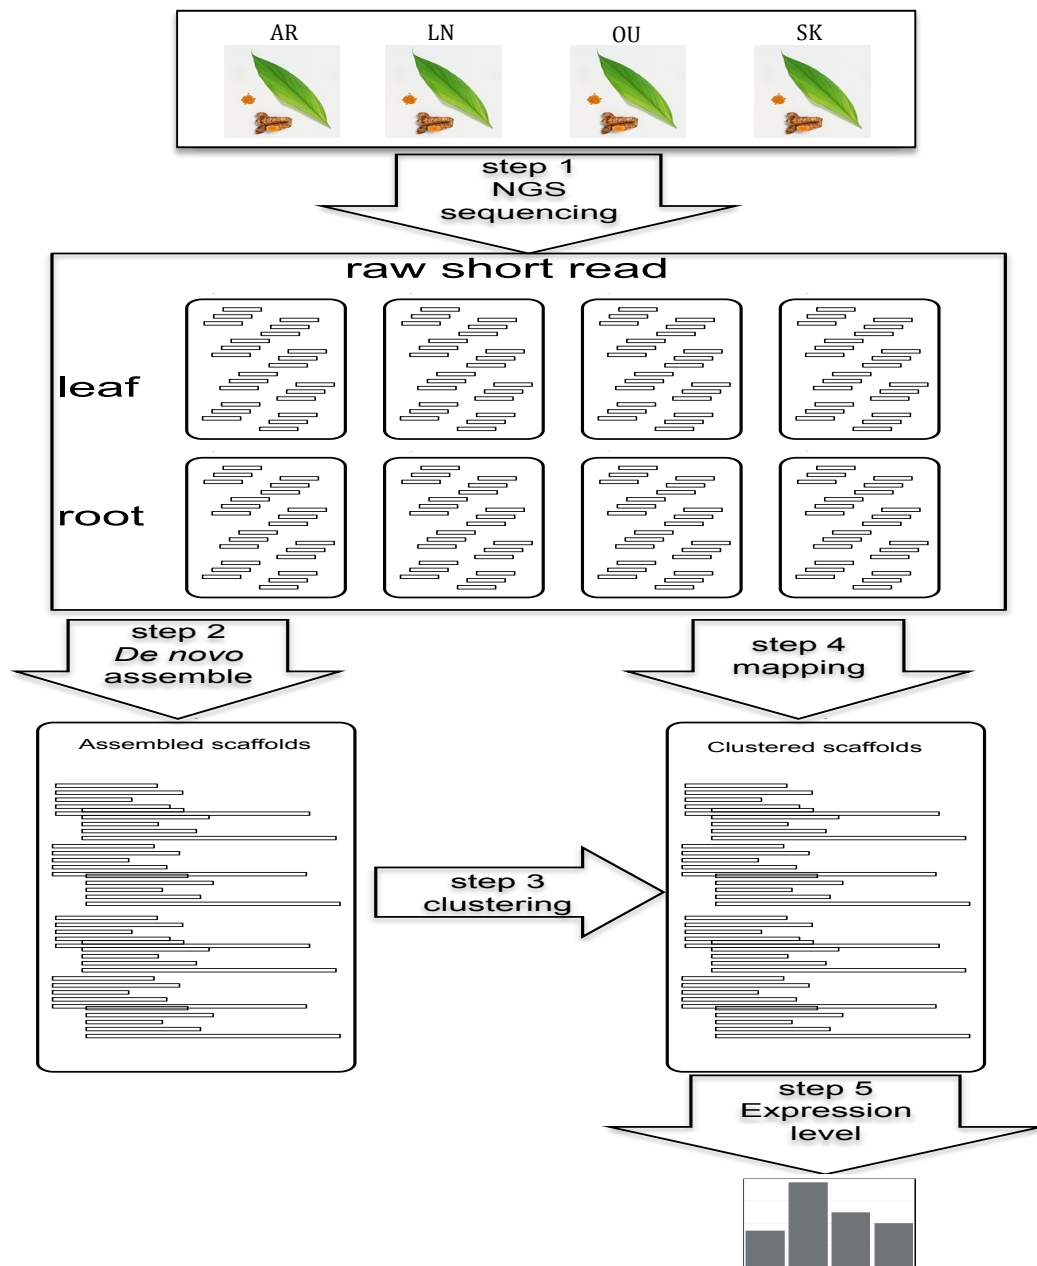 AR
LN
OU
SK
step 1
NGS
sequencing
raw short read
leaf
root
step 2
De novo
assemble
step 4
mapping
Assembled scaffolds
Clustered scaffolds
step 3
clustering
step 5
Expression
level